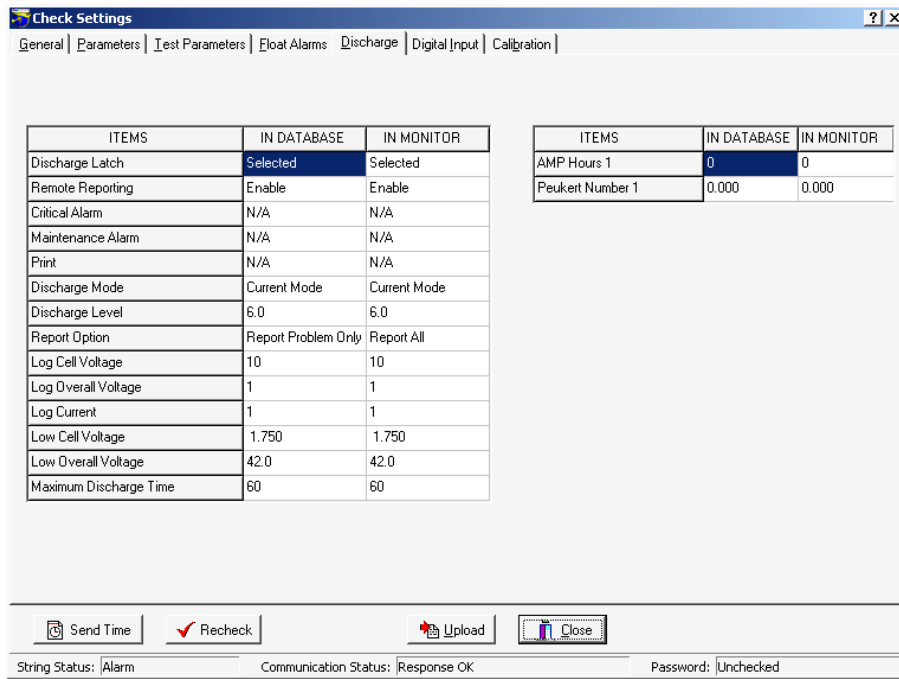 Check Settings
General Parameters Test Parameters Float Alarms Discharge Digital Input Calibration
ITEMS IN DATABASE IN MONITOR
Discharge Latch Selected Selected
Remote Reporting Enable Enable
Critical Alarm N/A N/A
Maintenance Alarm N/A N/A
Print N/A N/A
Discharge Mode Current Mode Current Mode
Discharge Level 6.0 6.0
Report Option Report Problem Only Report All
Log Cell Voltage 10 10
Log Overall Voltage 1 1
Log Current 1 1
Low Cell Voltage 1.750 1.750
Low Overall Voltage 42.0 42.0
Maximum Discharge Time 60 60
ITEMS IN DATABASE IN MONITOR
AMP Hours 1 0 0
Peukert Number 1 0.000 0.000
Send Time Recheck Upload Close
String Status: Alarm Communication Status: Response OK Password: Unchecked